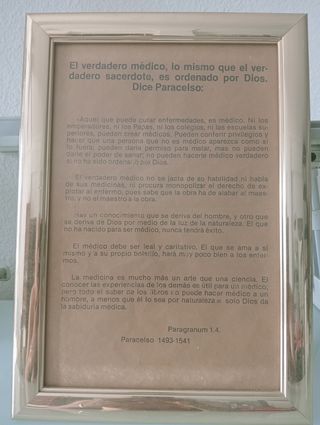 El verdadero médico, lo mismo que el ver-
dadero sacerdote, es ordenado por Dios.
Dice Paracelso:
«Aquel que puede curar enfermedades, es médico. Ni los
emperadores, ni los Papas, ni los colegios, ni las escuelas su-
periores, pueden crear médicos. Pueden conferir privilegios y
hacer que una persona que no es médico aparezca como si
lo fuera; pueden darle permiso para matar, mas no pueden
darle el poder de sanar; no pueden hacerle médico verdadero
si no ha sido ordenado por Dios.
El verdadero médico no se jacta de su habilidad ni habla
de sus medicinas, ni procura monopolizar el derecho de ex-
plotar al enfermo; pues sabe que la obra ha de alabar al maes-
tro y no el maestro a la obra.
Hay un conocimiento que se deriva del hombre, y otro que
se deriva de Dios por medio de la luz de la naturaleza. El que
no ha nacido para ser médico, nunca tendrá éxito.
El médico debe ser leal y caritativo. El que se ama a sí
mismo y a su propio bolsillo, hará muy poco bien a los enfer-
mos.
La medicina es mucho más un arte que una ciencia. El
conocer las experiencias de los demás es útil para un médico,
pero todo el saber de los libros no puede hacer médico a un
hombre, a menos que él lo sea por naturaleza. solo Dios da
la sabiduría médica.
Paragranum 1.4.
Paracelso 1493-1541